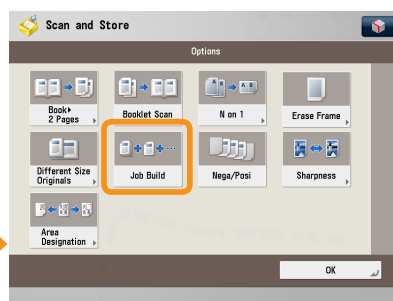 Scan and Store
Options
Book▸
2 Pages
Booklet Scan
N on 1
Erase Frame
Different Size
Originals
Job Build
Nega/Posi
Sharpness
Area
Designation
OK